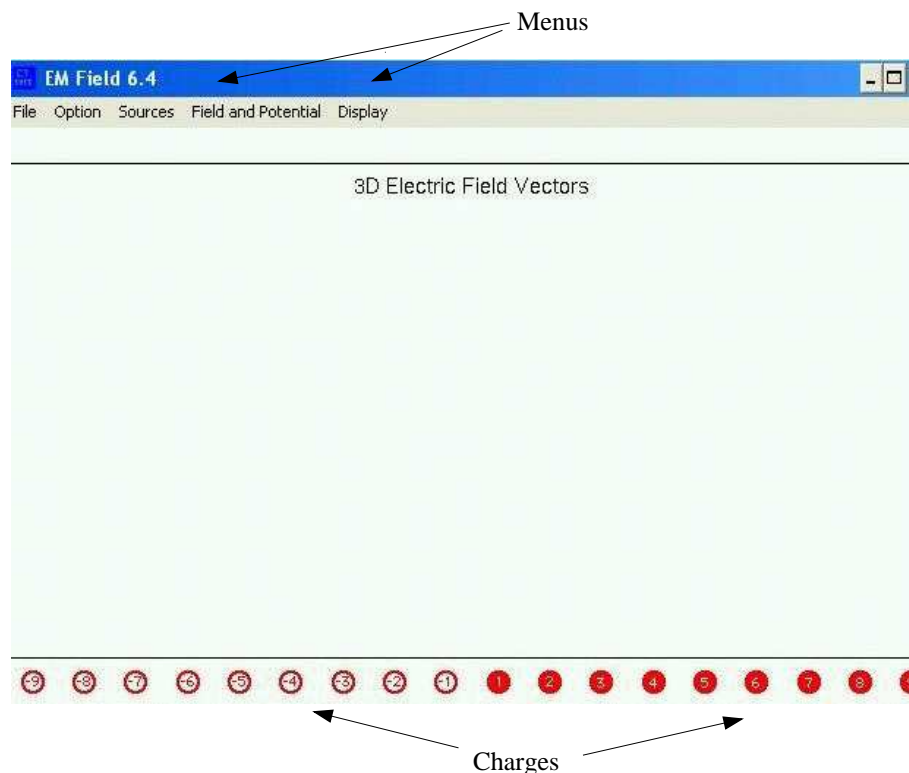 Menus
EM Field 6.4
File Option Sources Field and Potential Display
3D Electric Field Vectors
-9 -8 -7 -6 -5 -4 -3 -2 -1 1 2 3 4 5 6 7 8
Charges